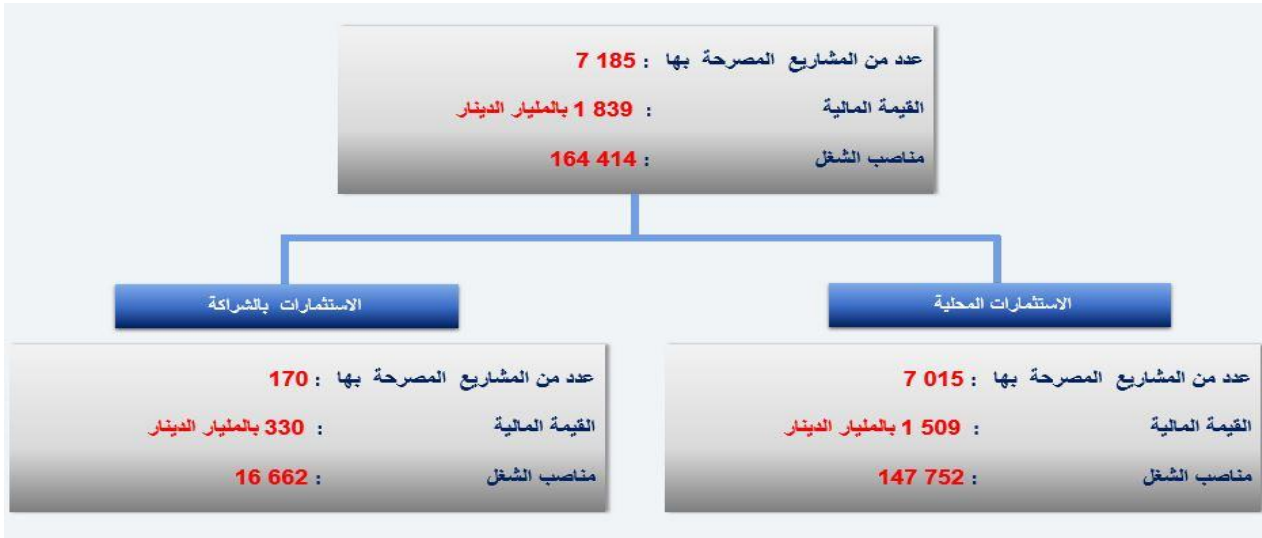 عدد من المشاريع المصرحة بها : 7 185
القيمة المالية : 1 839 بالمليار الدينار
مناصب الشغل : 164 414
الاستثمارات المحلية
عدد من المشاريع المصرحة بها : 7 015
القيمة المالية : 1 509 بالمليار الدينار
مناصب الشغل : 147 752
الاستثمارات بالشراكة
عدد من المشاريع المصرحة بها : 170
القيمة المالية : 330 بالمليار الدينار
مناصب الشغل : 16 662